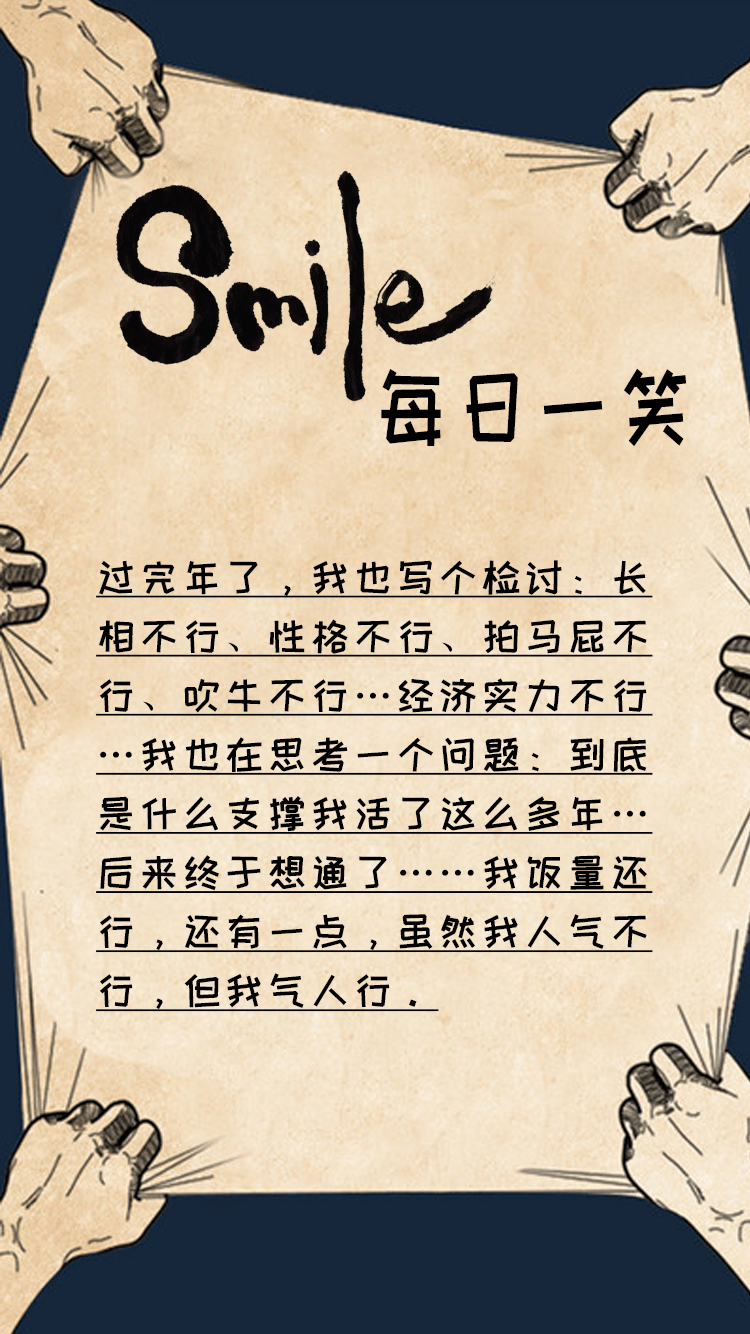 Smile
每日一笑
过完年了，我也写个检讨：长
相不行、性格不行、拍马屁不
行、吹牛不行…经济实力不行
…我也在思考一个问题：到底
是什么支撑我活了这么多年…
后来终于想通了……我饭量还
行，还有一点，虽然我人气不
行，但我气人行。